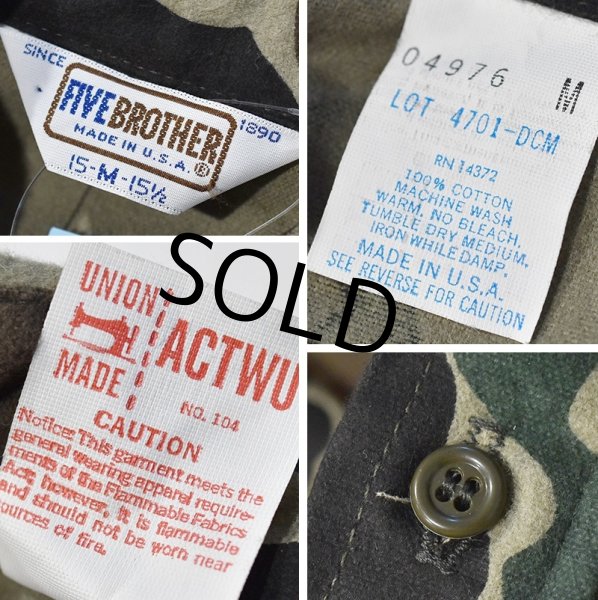 SINCE
1890
FIVE BROTHER
MADE IN U.S.A.
®
15-M-15½
04976
M
LOT 4701-DCM
RN 14372
100% COTTON
MACHINE WASH
WARM, NO BLEACH,
TUMBLE DRY MEDIUM,
IRON WHILE DAMP.
MADE IN U.S.A.
SEE REVERSE FOR CAUTION
SOLD
UNION
MADE
ACTWU
NO. 104
CAUTION
Notice: This garment meets the
general wearing apparel require-
ments of the Flammable Fabrics
Act; however, it is flammable
and should not be worn near
sources of fire.